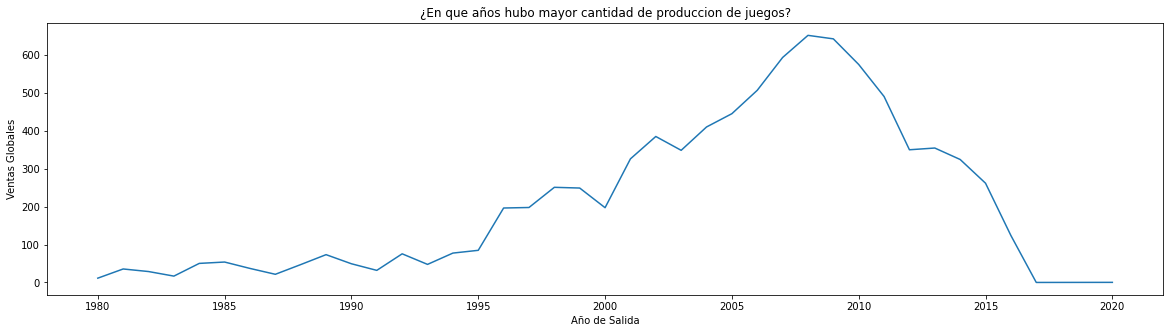 ¿En que años hubo mayor cantidad de produccion de juegos?
Ventas Globales
600
500
400
300
200
100
0
1980 1985 1990 1995 2000 2005 2010 2015 2020
Año de Salida